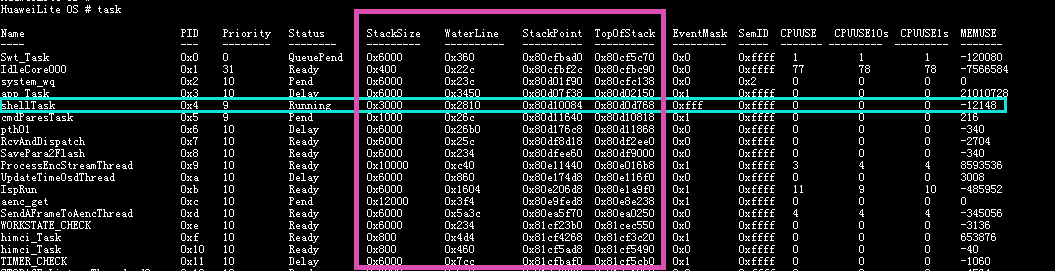 HuaweiLite OS # task
Name PID Priority Status StackSize WaterLine StackPoint TopOfStack EventMask SemID CPUUSE CPUUSE10s CPUUSE1s MEMUSE
---- --- -------- -------- --------- ---------- ---------- ---------- --------- ----- ------- --------- -------- -------
Swt_Task 0x0 0 QueuePend 0x6000 0x360 0x80cfbad0 0x80cf5c70 0x0 0xffff 1 1 1 -120080
IdleCore000 0x1 31 Ready 0x400 0x22c 0x80cfbf2c 0x80cfbc90 0x0 0xffff 77 78 78 -7566584
system_wq 0x2 10 Pend 0x6000 0x23c 0x80d01f90 0x80cfc138 0x0 0x2 0 0 0 0
app_Task 0x3 10 Delay 0x6000 0x3450 0x80d07f38 0x80d02150 0x1 0xffff 0 0 0 21010728
shellTask 0x4 9 Running 0x3000 0x2810 0x80d10084 0x80d0d768 0xfff 0xffff 0 0 0 -12148
cmdParesTask 0x5 9 Pend 0x1000 0x26c 0x80d11640 0x80d10818 0x1 0xffff 0 0 0 216
pth01 0x6 10 Delay 0x6000 0x26b0 0x80d176c8 0x80d11868 0x0 0xffff 0 0 0 -340
RcvAndDispatch 0x7 10 Ready 0x6000 0x25c 0x80df8d18 0x80df2ee0 0x0 0xffff 0 0 0 -2704
SavePara2Flash 0x8 10 Ready 0x6000 0x234 0x80dfee60 0x80df9000 0x0 0xffff 0 0 0 -340
ProcessEncStreamThread 0x9 10 Delay 0x10000 0xc40 0x80e11440 0x80e016b8 0x1 0xffff 3 4 4 8593536
UpdateTimeOsdThread 0xa 10 Delay 0x6000 0x860 0x80e174d8 0x80e116f0 0x0 0xffff 0 0 0 3008
IspRun 0xb 10 Ready 0x6000 0x1604 0x80e206d8 0x80e1a9f0 0x1 0xffff 11 9 10 -485952
aenc_get 0xc 10 Pend 0x12000 0x3f4 0x80e9fed8 0x80e8e238 0x1 0xffff 0 0 0 0
SendAFrameToAencThread 0xd 10 Ready 0x6000 0x5a3c 0x80ea5f70 0x80ea0250 0x0 0xffff 4 4 4 -345056
WORKSTATE_CHECK 0xe 10 Ready 0x6000 0x234 0x81cf23b0 0x81cec550 0x0 0xffff 0 0 0 -3136
himci_Task 0xf 10 Ready 0x800 0x4d4 0x81cf4268 0x81cf3c20 0x1 0xffff 0 0 0 653876
himci_Task 0x10 10 Ready 0x800 0x460 0x81cf5ad8 0x81cf5490 0x1 0xffff 0 0 0 -40
TIMER_CHECK 0x11 10 Delay 0x6000 0x7cc 0x81cfbaf0 0x81cf5cb0 0x1 0xffff 0 0 0 -1060